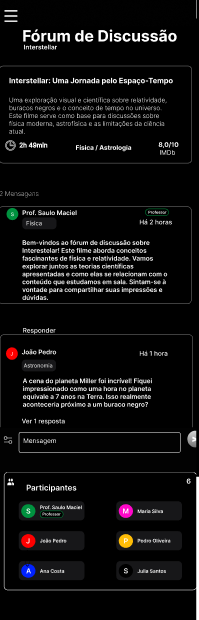 Fórum de Discussão
Interstellar
Interstellar: Uma Jornada pelo Espaço-Tempo
Uma exploração visual e científica sobre relatividade,
buracos negros e o conceito de tempo no universo.
Este filme serve como base para discussões sobre
física moderna, astrofísica e as limitações da ciência
atual.
2h 49min
Física / Astrologia
8,0/10
IMDb
2 Mensagens
S
Prof. Saulo Maciel
Professor
Física
Há 2 horas
Bem-vindos ao fórum de discussão sobre
Interestelar! Este filme aborda conceitos
fascinantes de física e relatividade. Vamos
explorar juntos as teorias científicas
apresentadas e como elas se relacionam com o
conteúdo que estudamos em sala. Sintam-se à
vontade para compartilhar suas impressões e
dúvidas.
Responder
J
João Pedro
Há 1 hora
Astronomia
A cena do planeta Miller foi incrível! Fiquei
impressionado como uma hora no planeta
equivale a 7 anos na Terra. Isso realmente
aconteceria próximo a um buraco negro?
Ver 1 resposta
Mensagem
Participantes
6
S
Prof. Saulo Maciel
Professor
M
Maria Silva
J
João Pedro
P
Pedro Oliveira
A
Ana Costa
S
Julia Santos